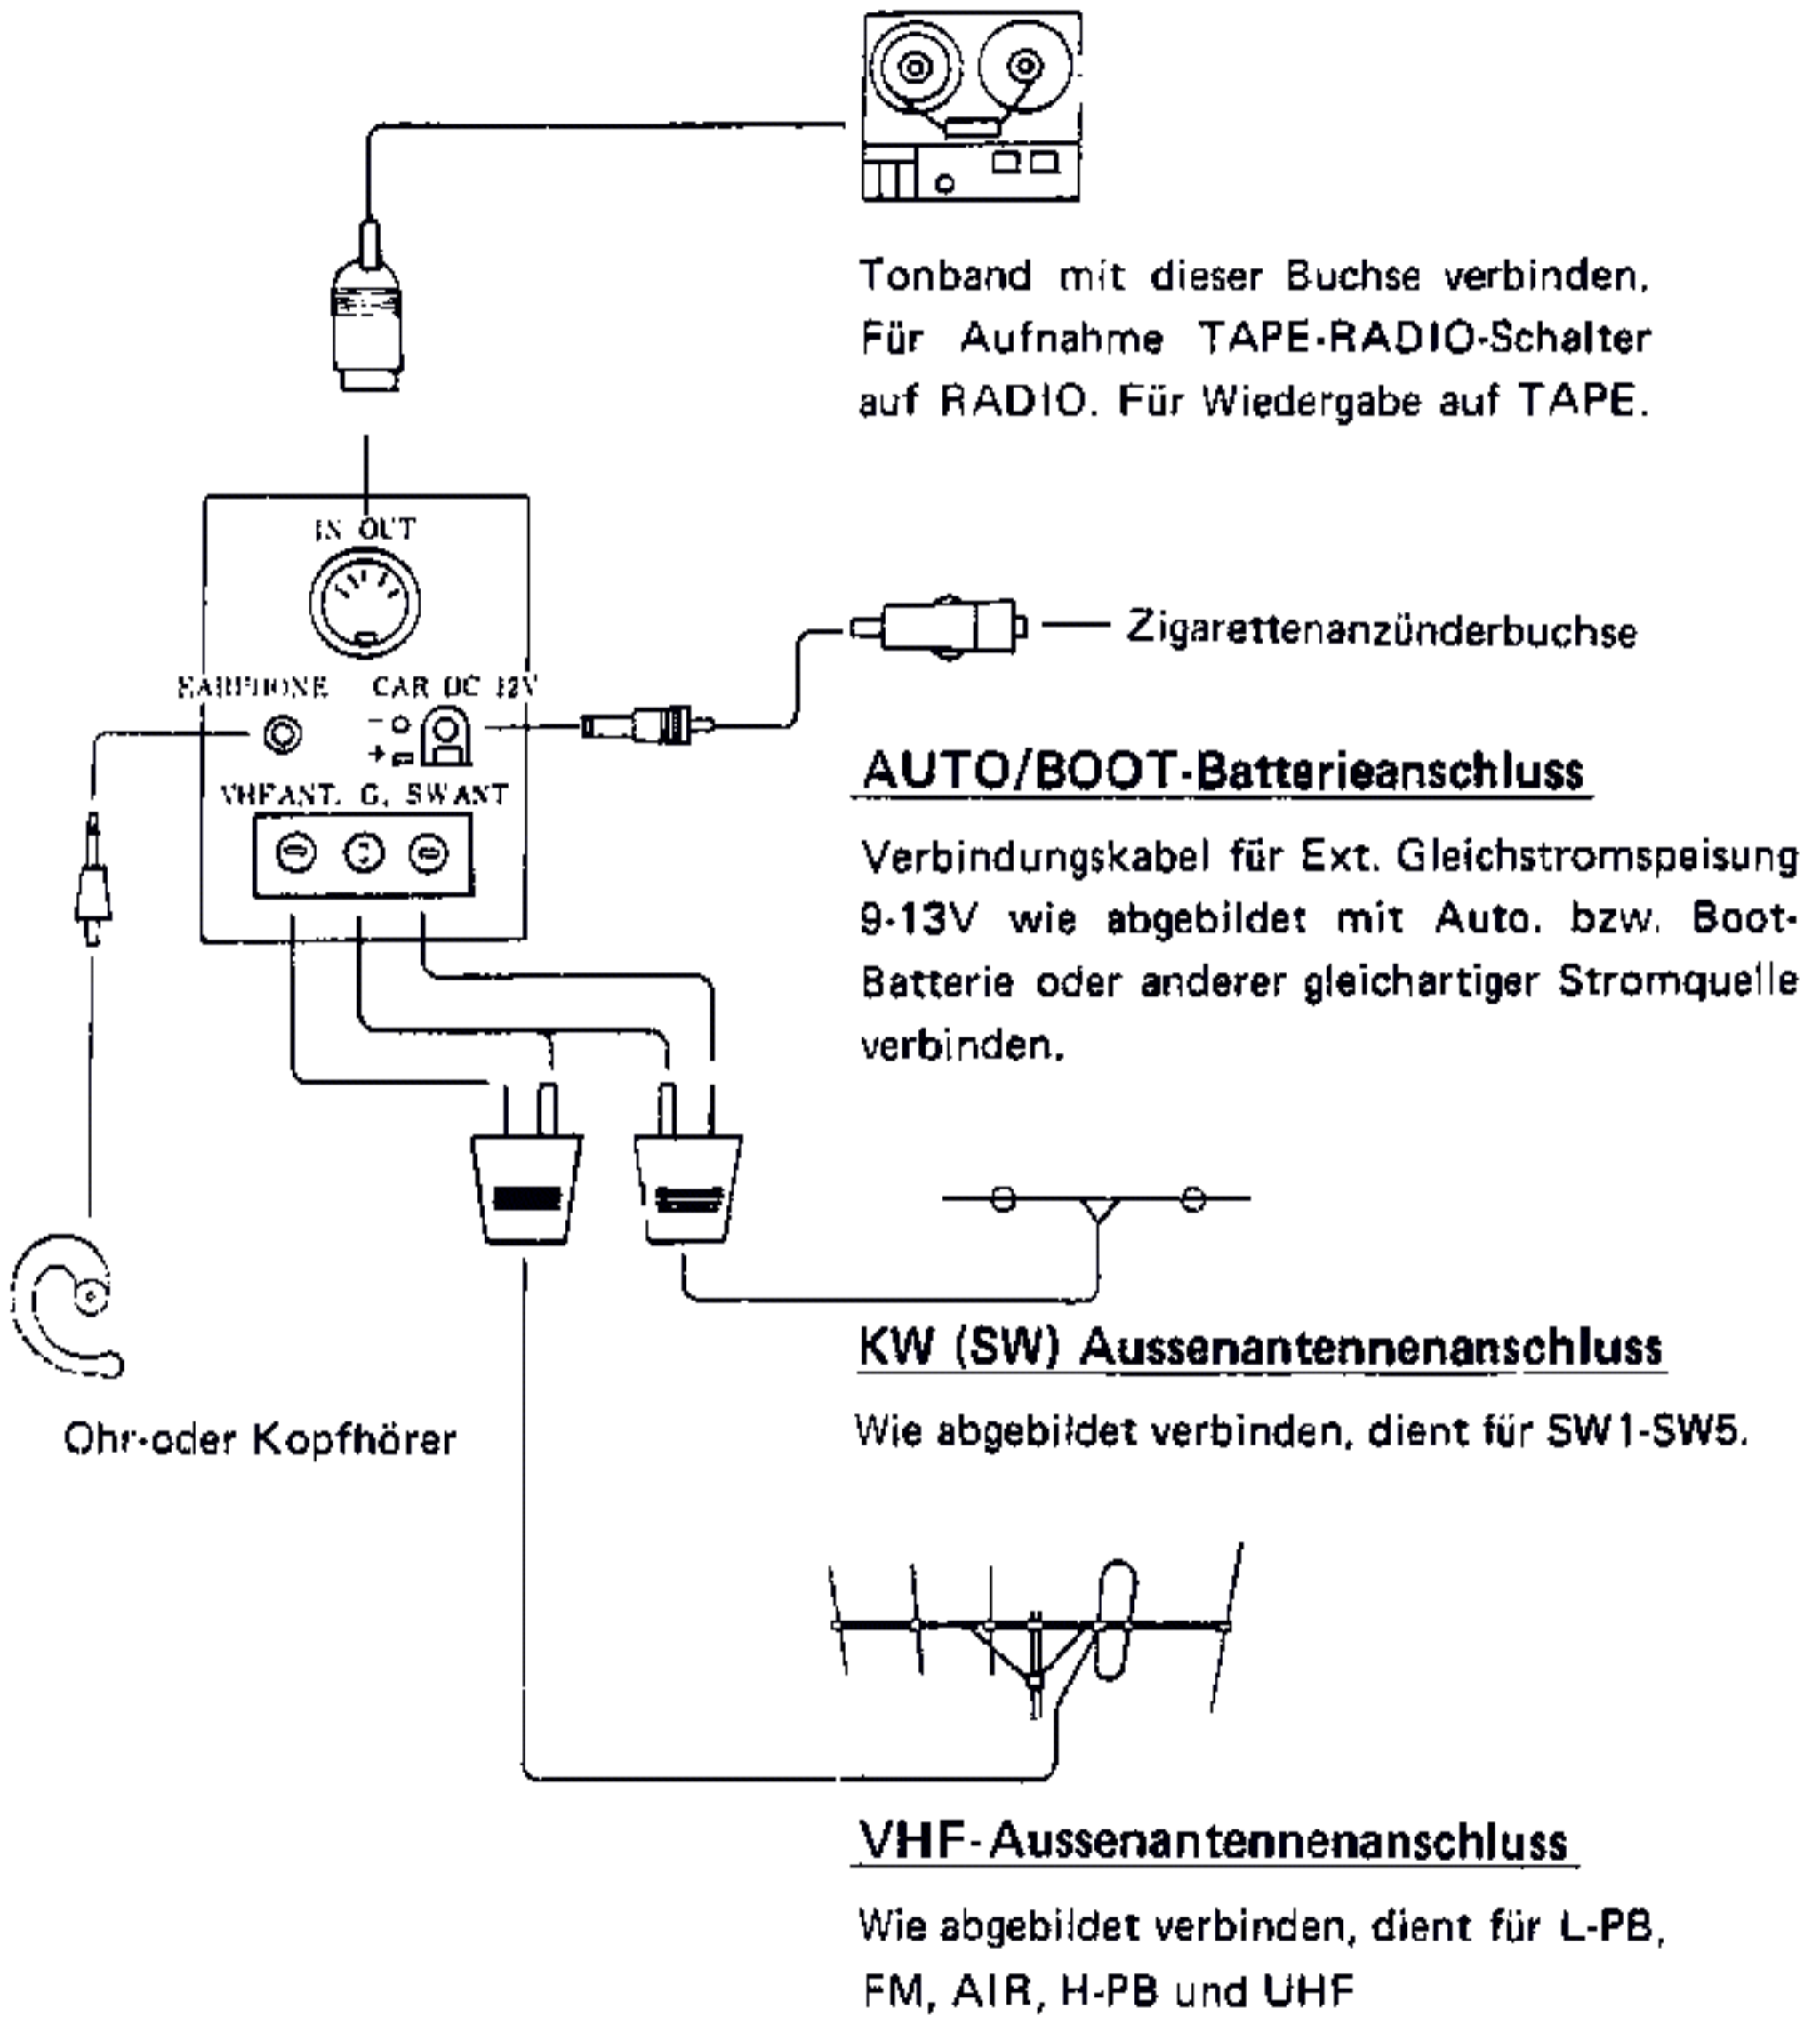 Tonband mit dieser Buchse verbinden.
Für Aufnahme TAPE-RADIO-Schalter
auf RADIO. Für Wiedergabe auf TAPE.
IN OUT
Zigarettenanzünderbuchse
EARPHONE CAR DC 12V
-
+
AUTO/BOOT-Batterieanschluss
VHF ANT. G. SW ANT
Verbindungskabel für Ext. Gleichstromspeisung
9-13V wie abgebildet mit Auto. bzw. Boot-
Batterie oder anderer gleichartiger Stromquelle
verbinden.
KW (SW) Aussenantennenanschluss
Wie abgebildet verbinden, dient für SW1-SW5.
Ohr-oder Kopfhörer
VHF-Aussenantennenanschluss
Wie abgebildet verbinden, dient für L-PB,
FM, AIR, H-PB und UHF